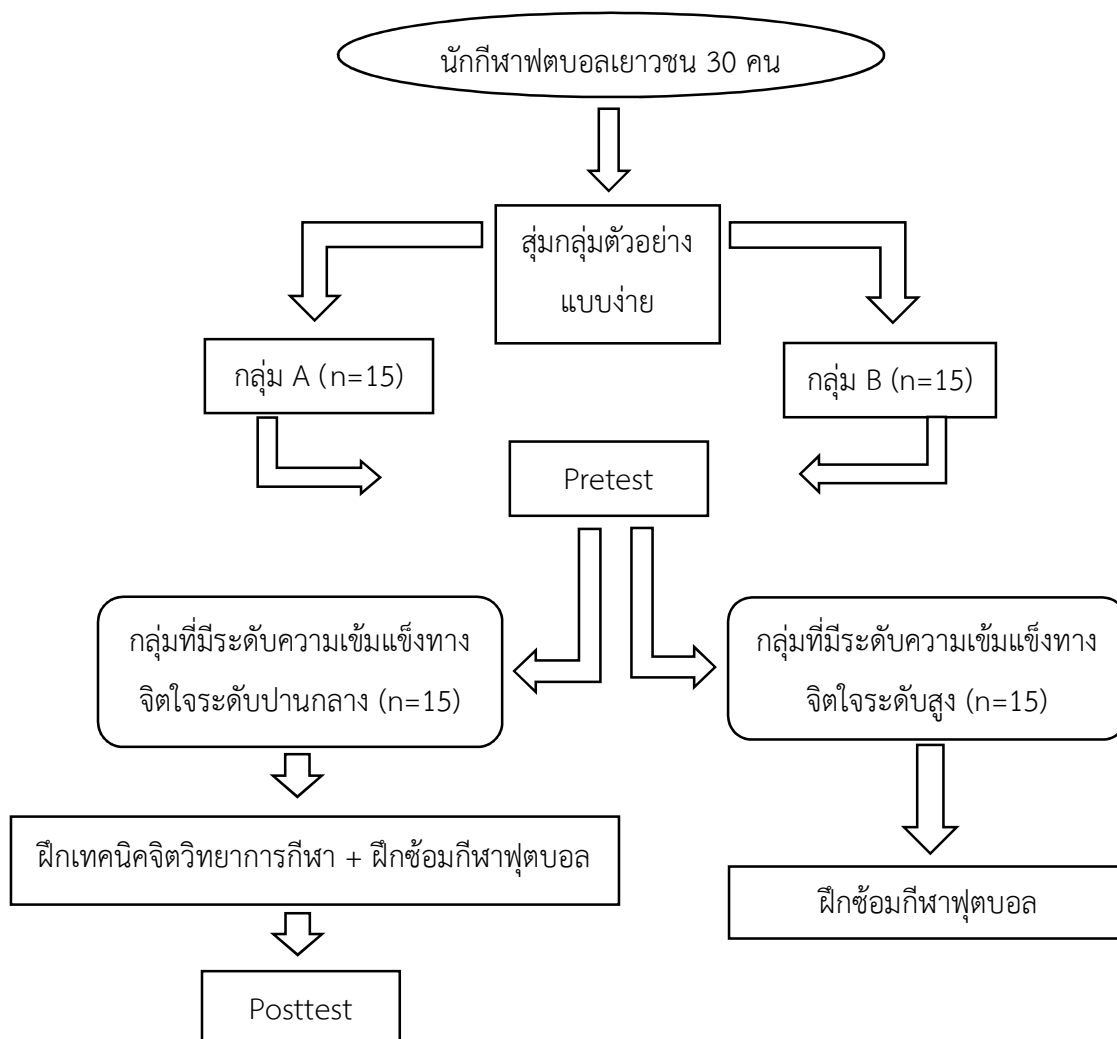 นักกีฬาฟตบอลเยาวชน 30 คน
สุ่มกลุ่มตัวอย่าง
แบบง่าย
กลุ่ม A (n=15)
กลุ่ม B (n=15)
Pretest
กลุ่มที่มีระดับความเข้มแข็งทาง
จิตใจระดับปานกลาง (n=15)
กลุ่มที่มีระดับความเข้มแข็งทาง
จิตใจระดับสูง (n=15)
ฝึกเทคนิคจิตวิทยาการกีฬา + ฝึกซ้อมกีฬาฟุตบอล
ฝึกซ้อมกีฬาฟุตบอล
Posttest